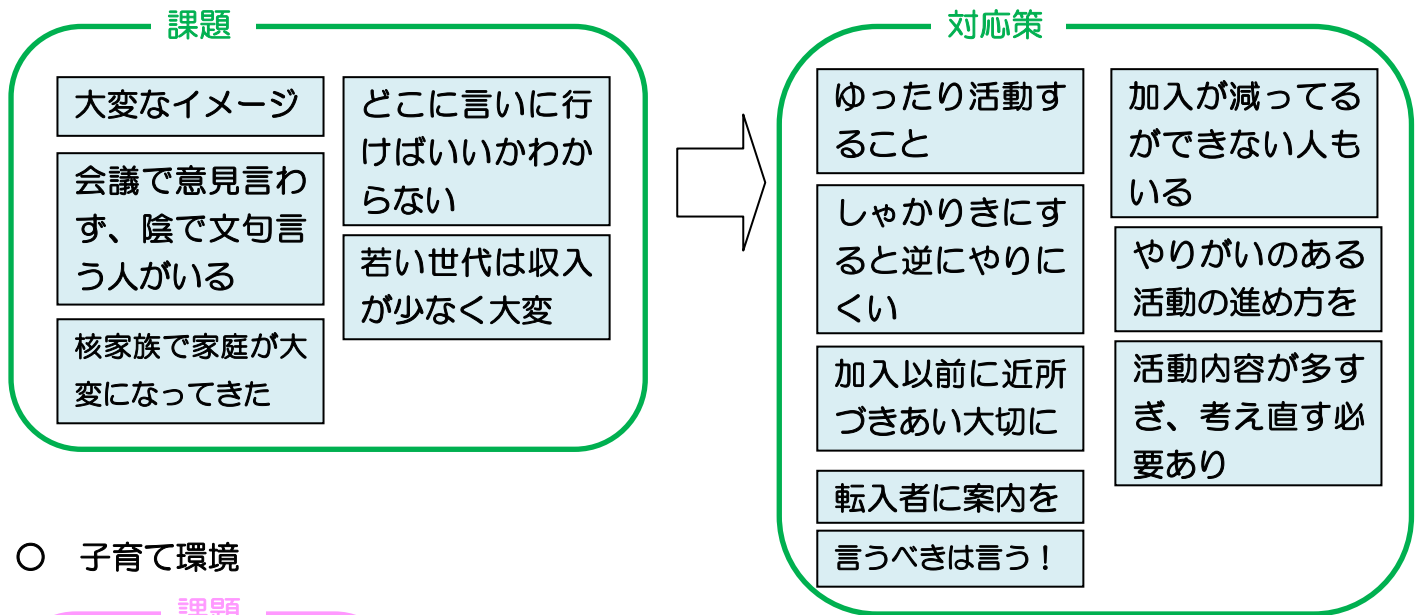 課題
大変なイメージ
会議で意見言わ
ず、陰で文句言
う人がいる
核家族で家庭が大
変になってきた
どこに言いに行
けばいいかわか
らない
若い世代は収入
が少なく大変
対応策
ゆったり活動す
ること
しゃかりきにす
ると逆にやりに
くい
加入以前に近所
づきあい大切に
転入者に案内を
言うべきは言う！
加入が減ってる
ができない人も
いる
やりがいのある
活動の進め方を
活動内容が多す
ぎ、考え直す必
要あり
○　子育て環境
課題